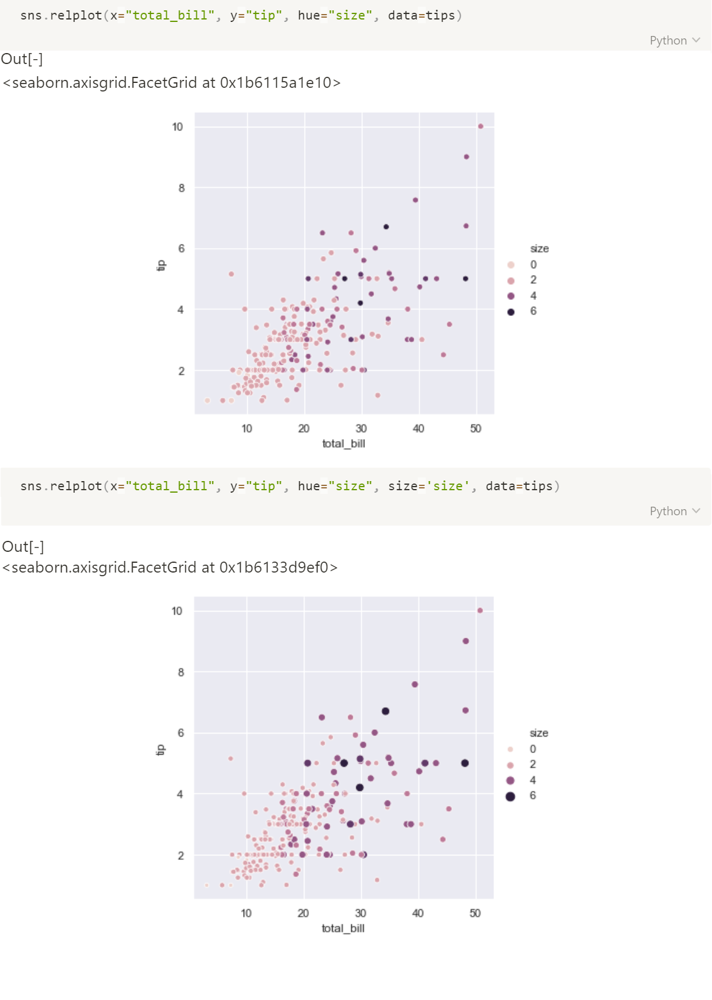 sns.relplot(x="total_bill", y="tip", hue="size", data=tips)
Python
Out[-]
<seaborn.axisgrid.FacetGrid at 0x1b6115a1e10>
10
8
6
4
2
tip
size
0
2
4
6
10 20 30 40 50
total_bill
sns.relplot(x="total_bill", y="tip", hue="size", size='size', data=tips)
Python
Out[-]
<seaborn.axisgrid.FacetGrid at 0x1b6133d9ef0>
10
8
6
4
2
tip
size
0
2
4
6
10 20 30 40 50
total_bill